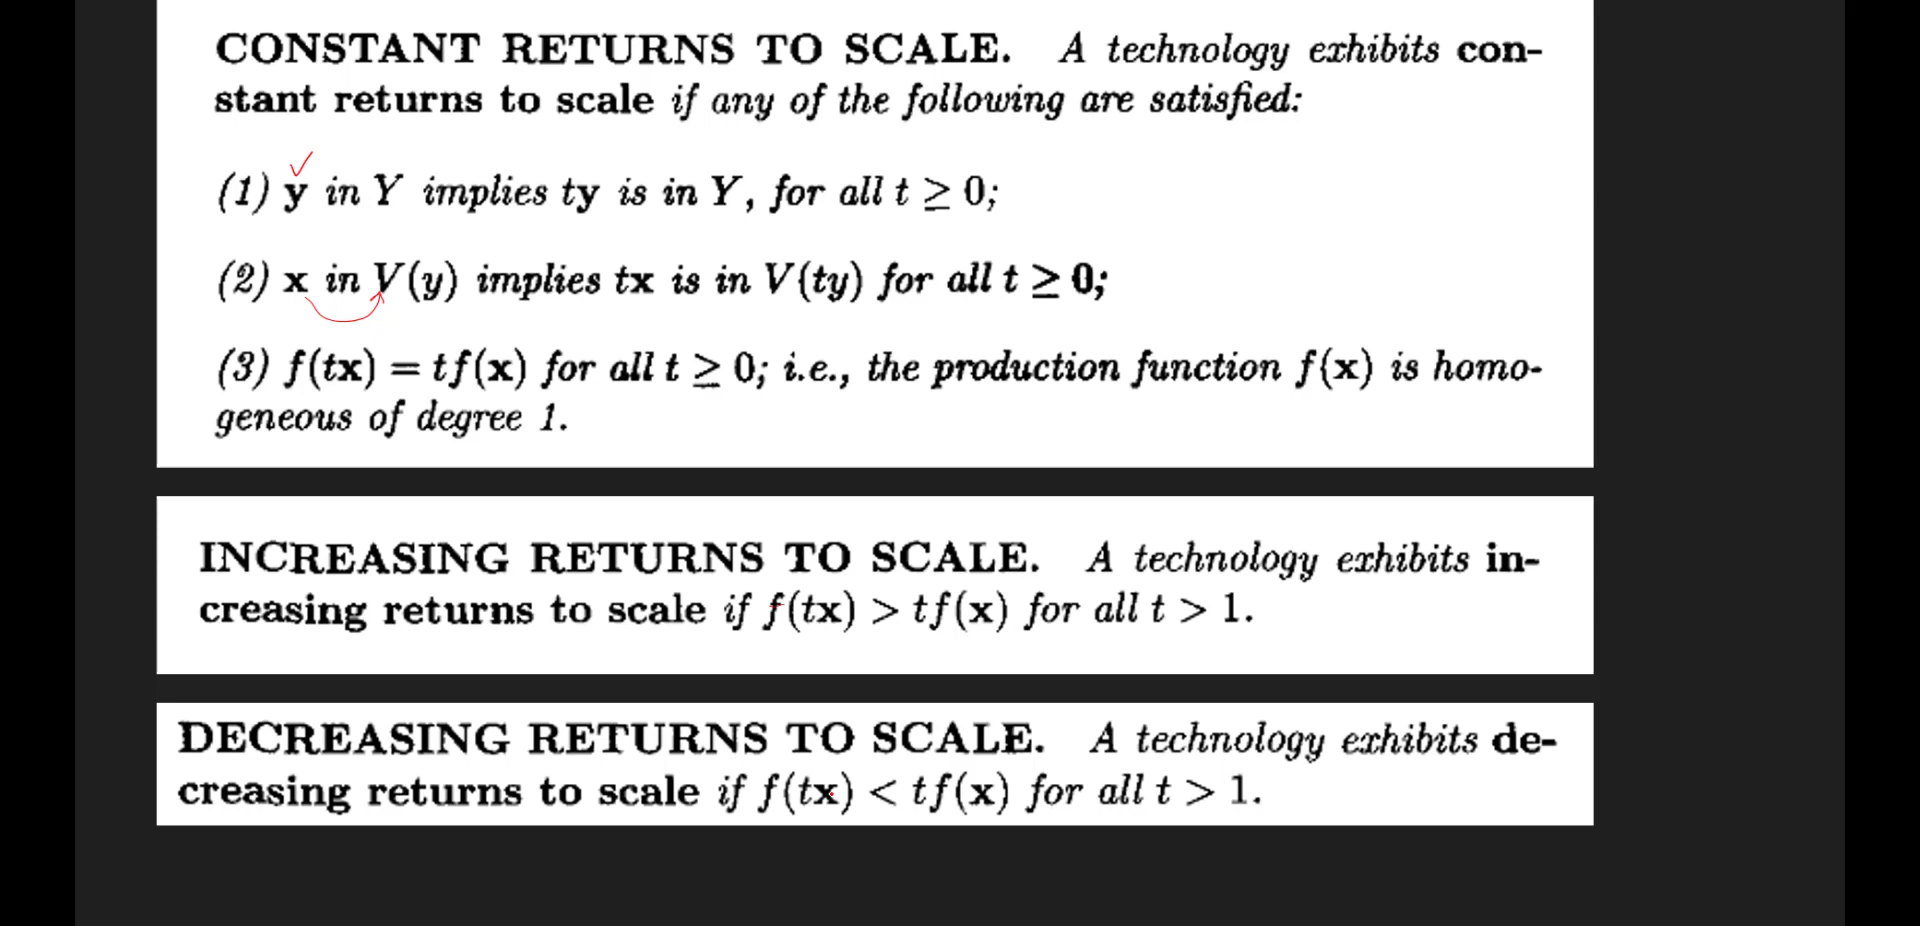 CONSTANT RETURNS TO SCALE. A technology exhibits con-
stant returns to scale if any of the following are satisfied:
(1) y in Y implies ty is in Y, for all t ≥ 0;
(2) x in V(y) implies tx is in V(ty) for all t ≥ 0;
(3) f(tx) = tf(x) for all t ≥ 0; i.e., the production function f(x) is homo-
geneous of degree 1.
INCREASING RETURNS TO SCALE. A technology exhibits in-
creasing returns to scale if f(tx) > tf(x) for all t > 1.
DECREASING RETURNS TO SCALE. A technology exhibits de-
creasing returns to scale if f(tx) < tf(x) for all t > 1.